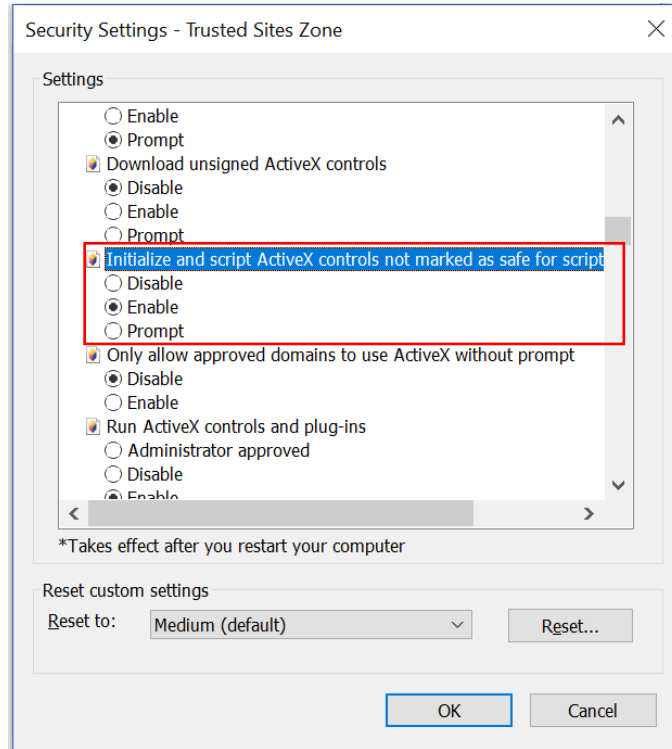 Security Settings - Trusted Sites Zone
Settings
Enable
Prompt
Download unsigned ActiveX controls
Disable
Enable
Prompt
Initialize and script ActiveX controls not marked as safe for script
Disable
Enable
Prompt
Only allow approved domains to use ActiveX without prompt
Disable
Enable
Run ActiveX controls and plug-ins
Administrator approved
Disable
Enable
*Takes effect after you restart your computer
Reset custom settings
Reset to: Medium (default) Reset...
OK Cancel